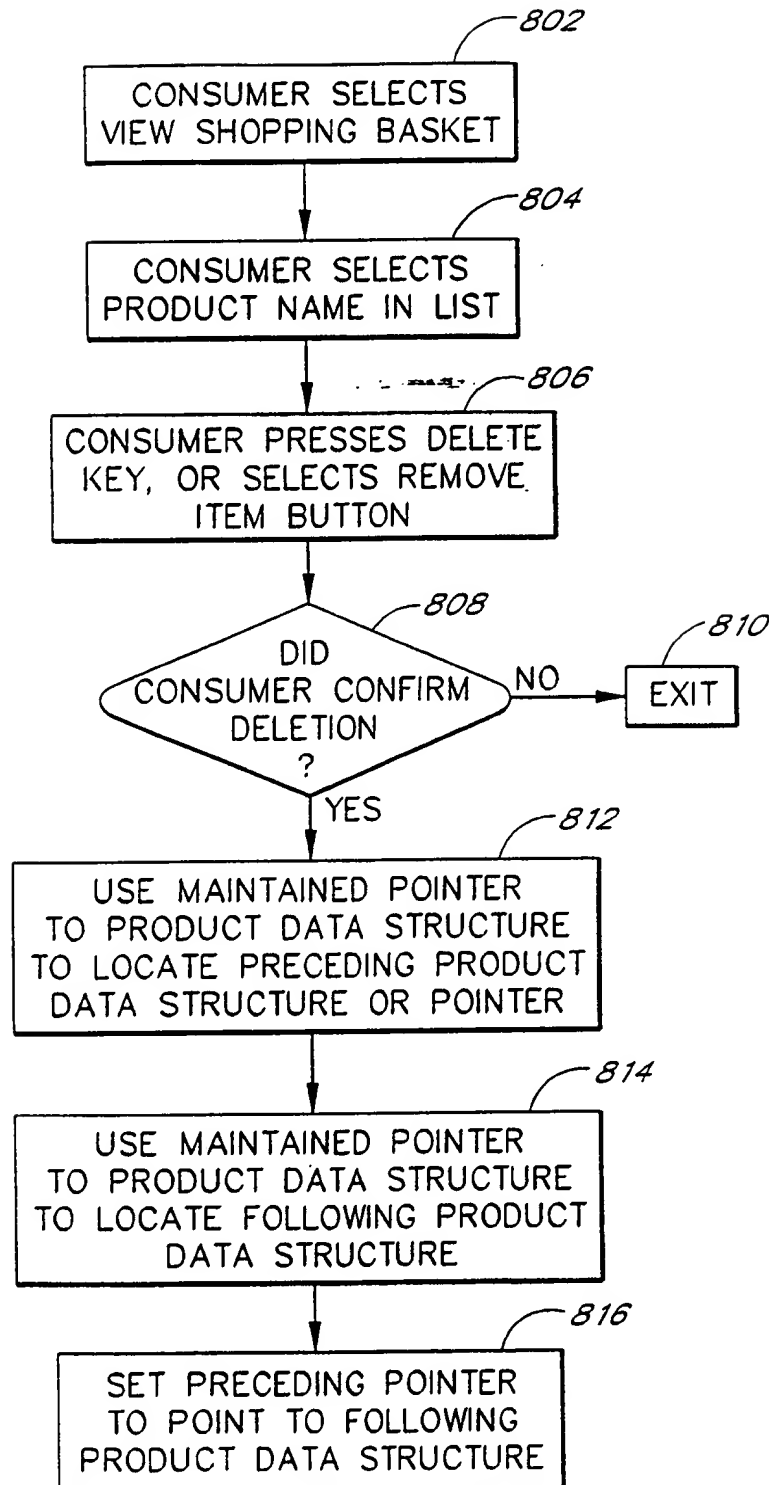 802
CONSUMER SELECTS
VIEW SHOPPING BASKET
804
CONSUMER SELECTS
PRODUCT NAME IN LIST
806
CONSUMER PRESSES DELETE
KEY, OR SELECTS REMOVE
ITEM BUTTON
808
DID
CONSUMER CONFIRM
DELETION
?
NO
810
EXIT
YES
812
USE MAINTAINED POINTER
TO PRODUCT DATA STRUCTURE
TO LOCATE PRECEDING PRODUCT
DATA STRUCTURE OR POINTER
814
USE MAINTAINED POINTER
TO PRODUCT DATA STRUCTURE
TO LOCATE FOLLOWING PRODUCT
DATA STRUCTURE
816
SET PRECEDING POINTER
TO POINT TO FOLLOWING
PRODUCT DATA STRUCTURE